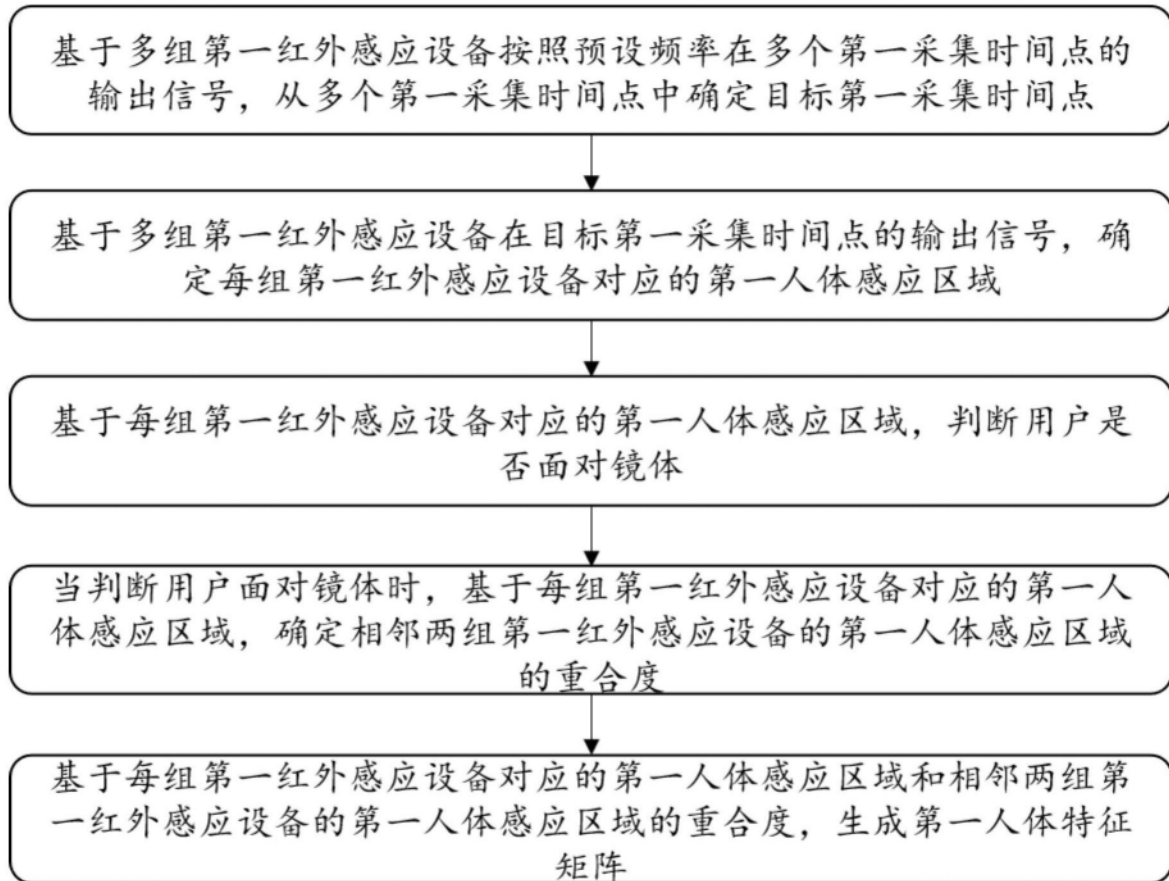 基于多组第一红外感应设备按照预设频率在多个第一采集时间点的
输出信号，从多个第一采集时间点中确定目标第一采集时间点
基于多组第一红外感应设备在目标第一采集时间点的输出信号，确
定每组第一红外感应设备对应的第一人体感应区域
基于每组第一红外感应设备对应的第一人体感应区域，判断用户是
否面对镜体
当判断用户面对镜体时，基于每组第一红外感应设备对应的第一人
体感应区域，确定相邻两组第一红外感应设备的第一人体感应区域
的重合度
基于每组第一红外感应设备对应的第一人体感应区域和相邻两组第
一红外感应设备的第一人体感应区域的重合度，生成第一人体特征
矩阵